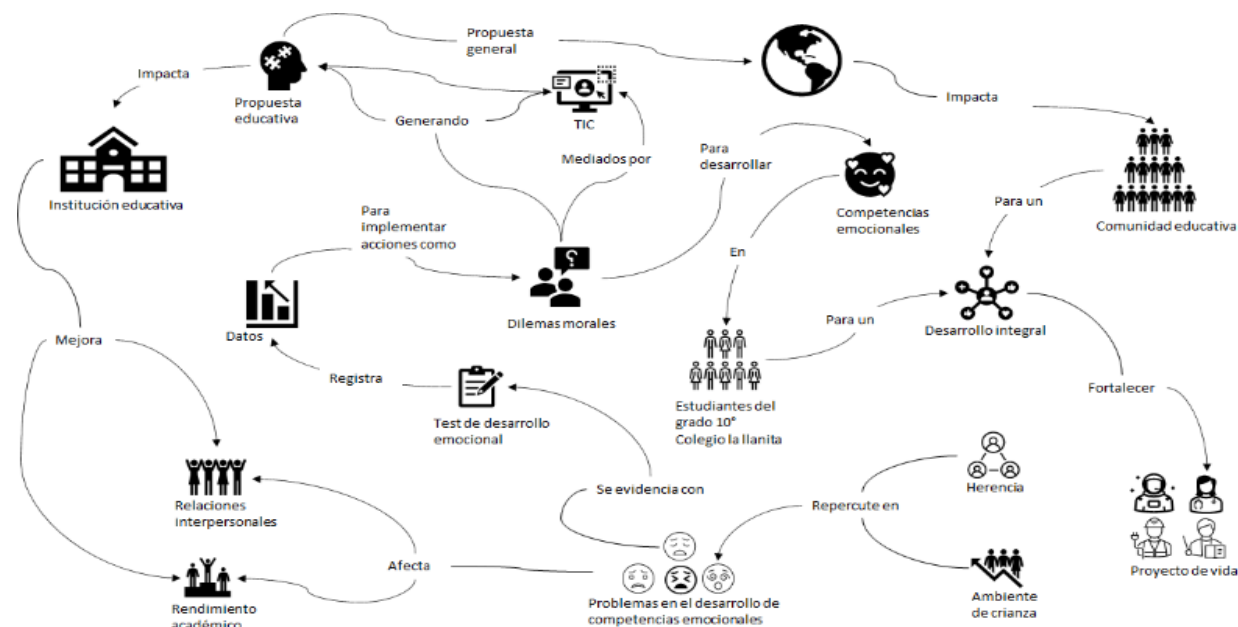 Propuesta
general
Impacta
Propuesta
educativa
Generando
TIC
Impacta
Mediados por
Para
desarrollar
Institución educativa
Competencias
emocionales
Para un
Comunidad educativa
Para
implementar
acciones como
En
Datos
Dilemas morales
Para un
Desarrollo integral
Mejora
Registra
Fortalecer
Test de desarrollo
emocional
Estudiantes del
grado 10°
Colegio la llanita
Se evidencia con
Herencia
Relaciones
interpersonales
Repercute en
Afecta
Proyecto de vida
Problemas en el desarrollo de
competencias emocionales
Ambiente
de crianza
Rendimiento
académico